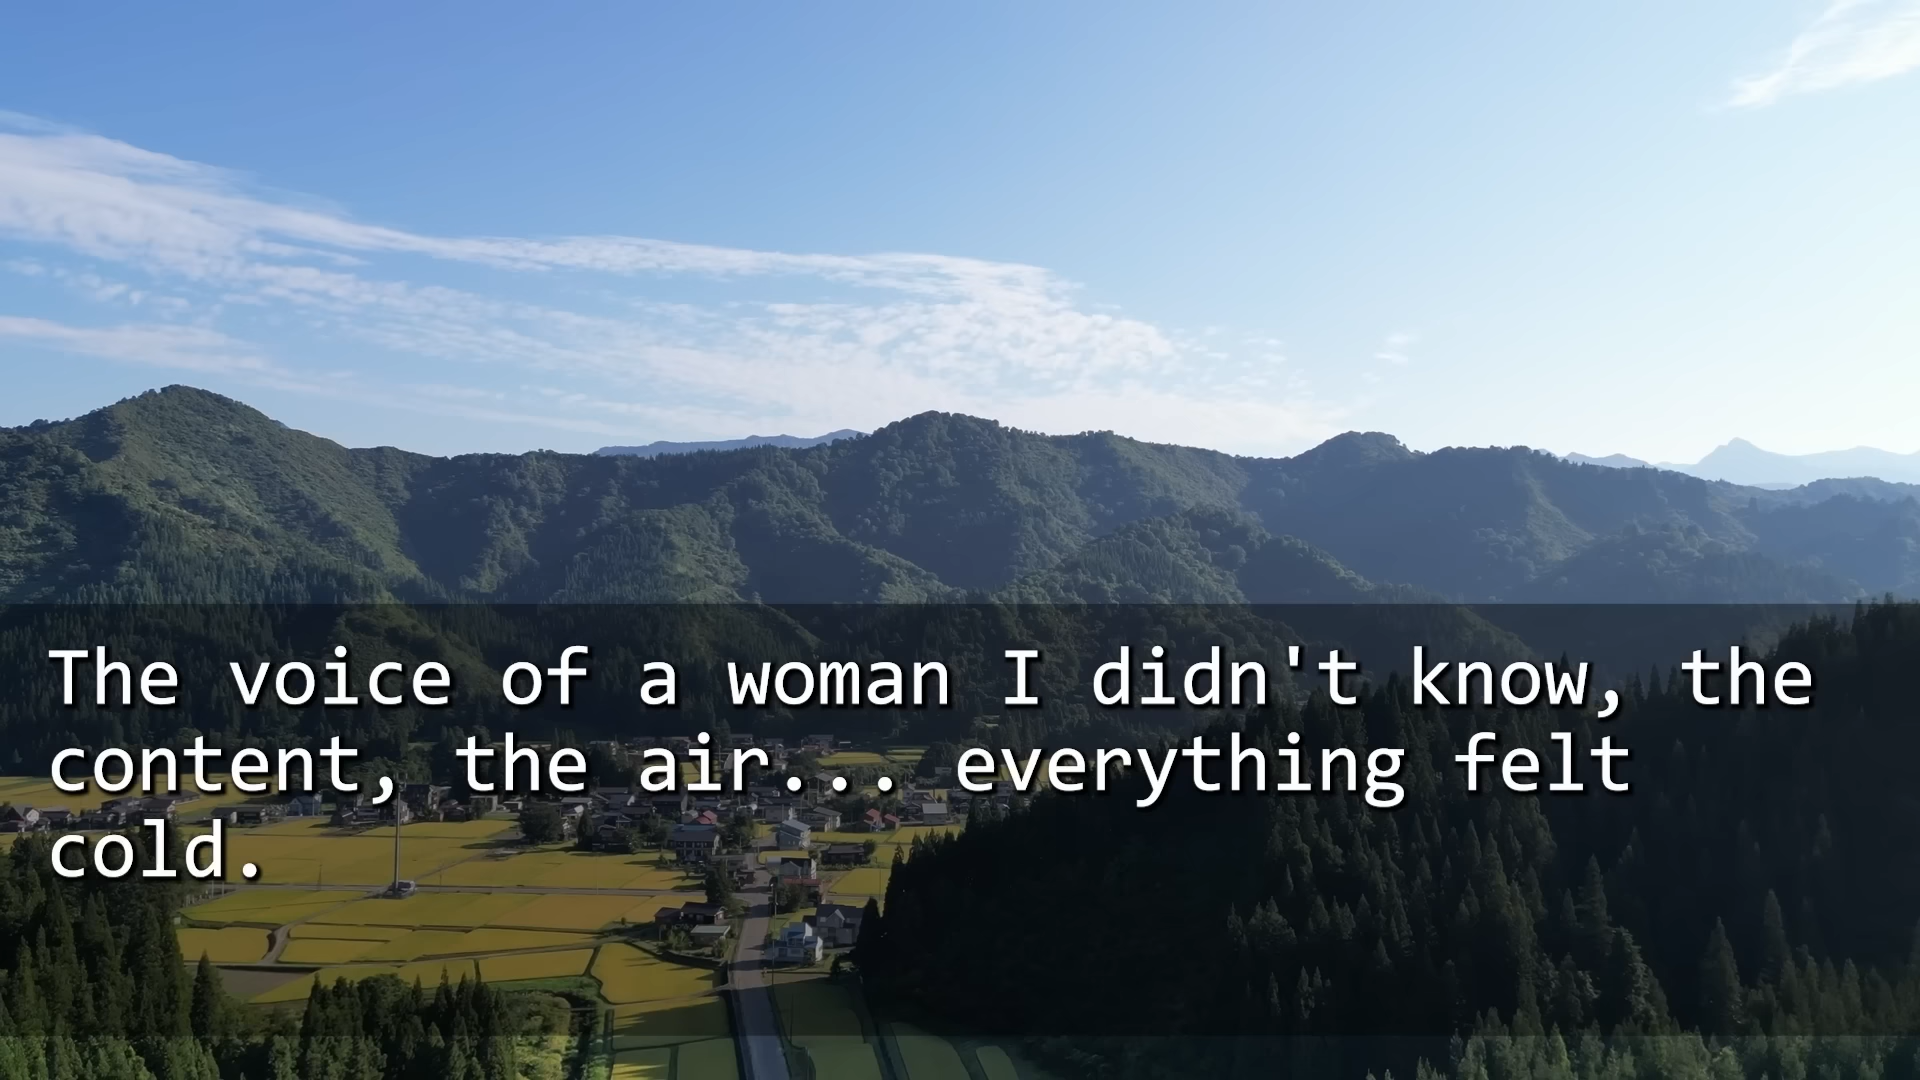 The voice of a woman I didn't know, the
content, the air... everything felt
cold.